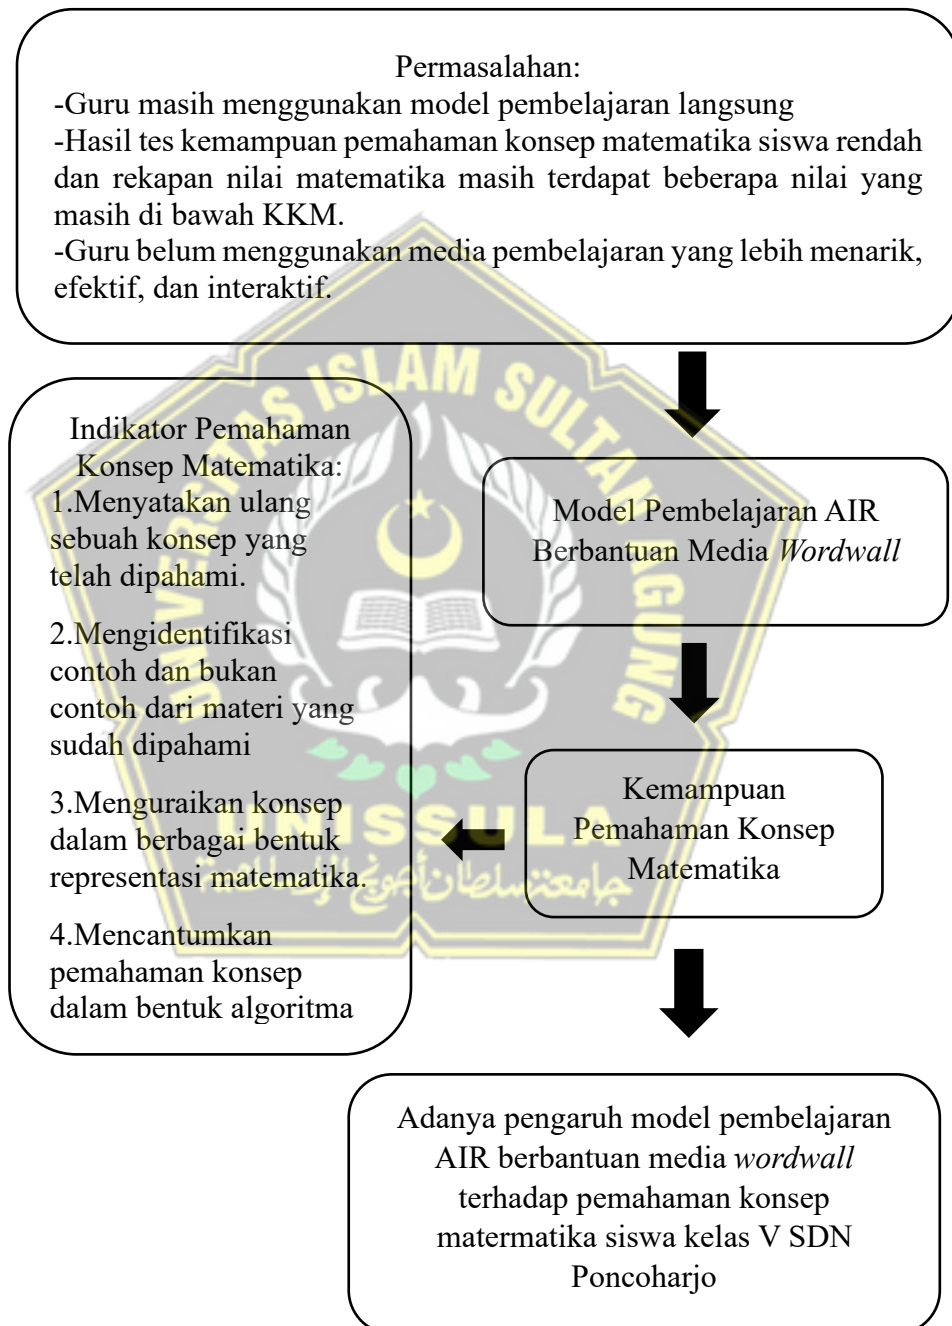 Permasalahan:
-Guru masih menggunakan model pembelajaran langsung
-Hasil tes kemampuan pemahaman konsep matematika siswa rendah
dan rekapan nilai matematika masih terdapat beberapa nilai yang
masih di bawah KKM.
-Guru belum menggunakan media pembelajaran yang lebih menarik,
efektif, dan interaktif.
Indikator Pemahaman
Konsep Matematika:
1.Menyatakan ulang
sebuah konsep yang
telah dipahami.
2.Mengidentifikasi
contoh dan bukan
contoh dari materi yang
sudah dipahami
3.Menguraikan konsep
dalam berbagai bentuk
representasi matematika.
4.Mencantumkan
pemahaman konsep
dalam bentuk algoritma
Model Pembelajaran AIR
Berbantuan Media Wordwall
Kemampuan
Pemahaman Konsep
Matematika
Adanya pengaruh model pembelajaran
AIR berbantuan media wordwall
terhadap pemahaman konsep
matermatika siswa kelas V SDN
Poncoharjo
UNIVERSITAS ISLAM SULTAN AGUNG
UNISSULA